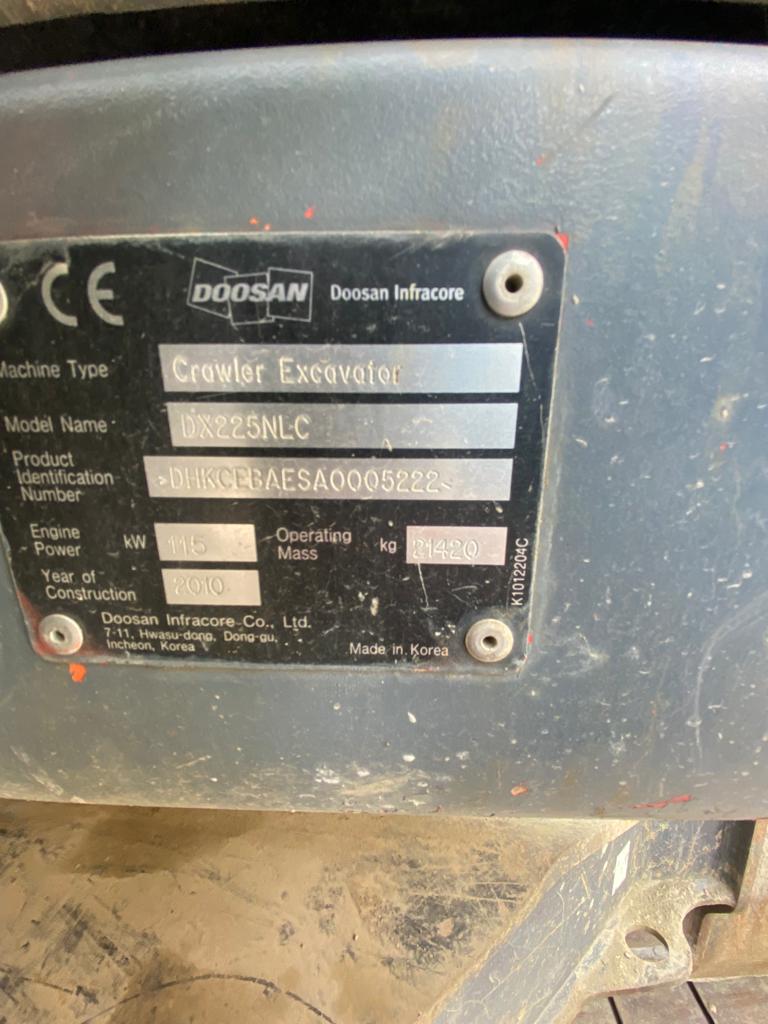 CE
DOOSAN Doosan Infracore
Machine Type Crawler Excavator
Model Name DX225NLC
Product
Identification
Number >DHKCEBAESA0005222<
Engine
Power kW 115 Operating
Mass kg 21420
Year of
Construction 2010
Doosan Infracore Co., Ltd.
7-11, Hwasu-dong, Dong-gu,
Incheon, Korea
Made in Korea
K1012204C